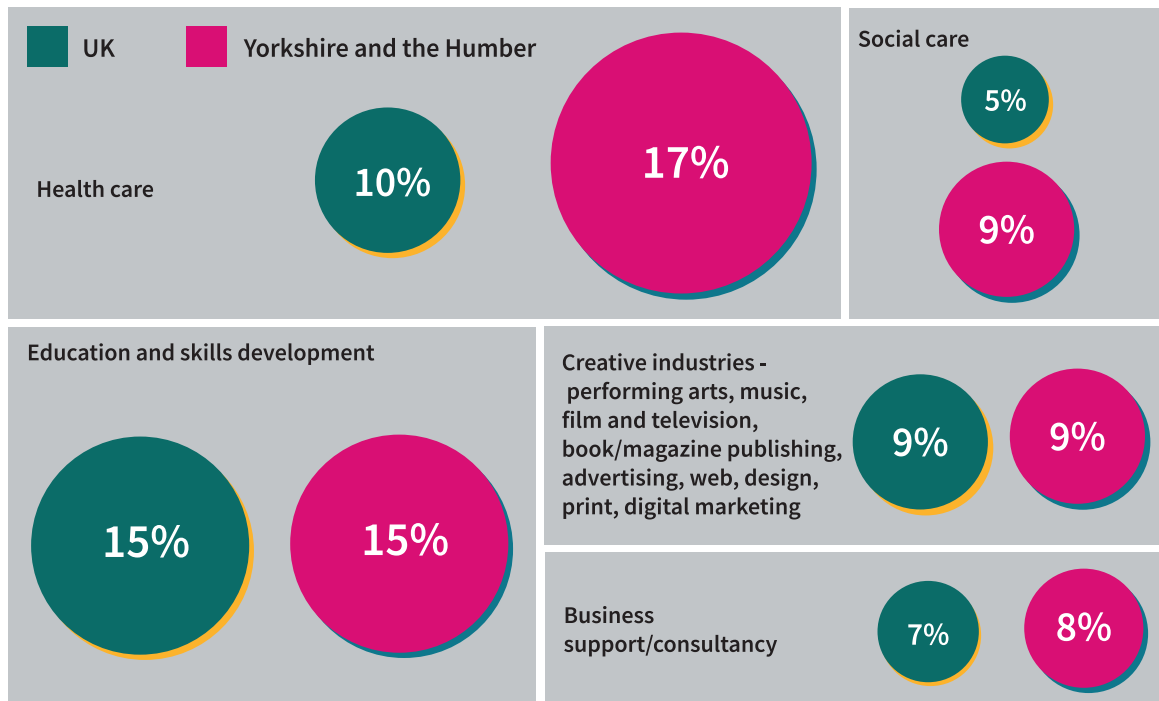 UK
Yorkshire and the Humber
Health care
10%
17%
Social care
5%
9%
Education and skills development
15%
15%
Creative industries -
performing arts, music,
film and television,
book/magazine publishing,
advertising, web, design,
print, digital marketing
9%
9%
Business
support/consultancy
7%
8%